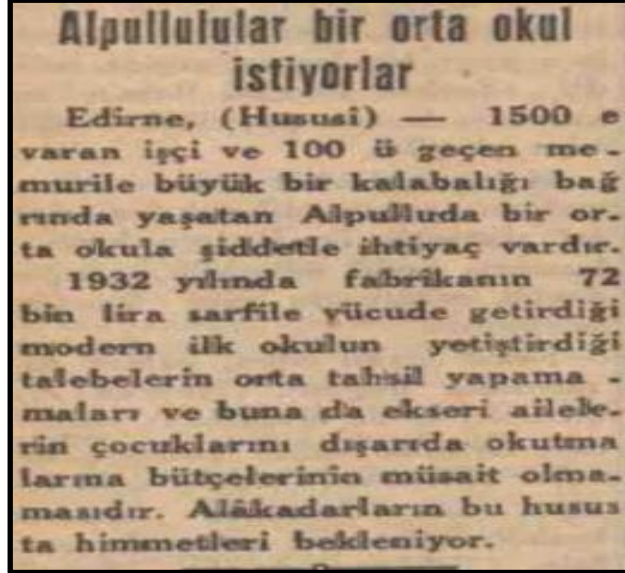 Alpullulular bir orta okul
istiyorlar
Edirne, (Hususî) — 1500 e
varan işçi ve 100 ü geçen me -
murile büyük bir kalabalığı bağ
rında yaşatan Alpulluda bir or-
ta okula şiddetle ihtiyaç vardır.
1932 yılında fabrikanın 72
bin lira sarfile vücude getirdiği
modern ilk okulun yetiştirdiği
talebelerin orta tahsil yapama -
maları ve buna da ekseri ailele-
rin çocuklarını dışarıda okutma
larına bütçelerinin müsait olma-
masıdır. Alâkadarların bu husus
ta himmetleri bekleniyor.